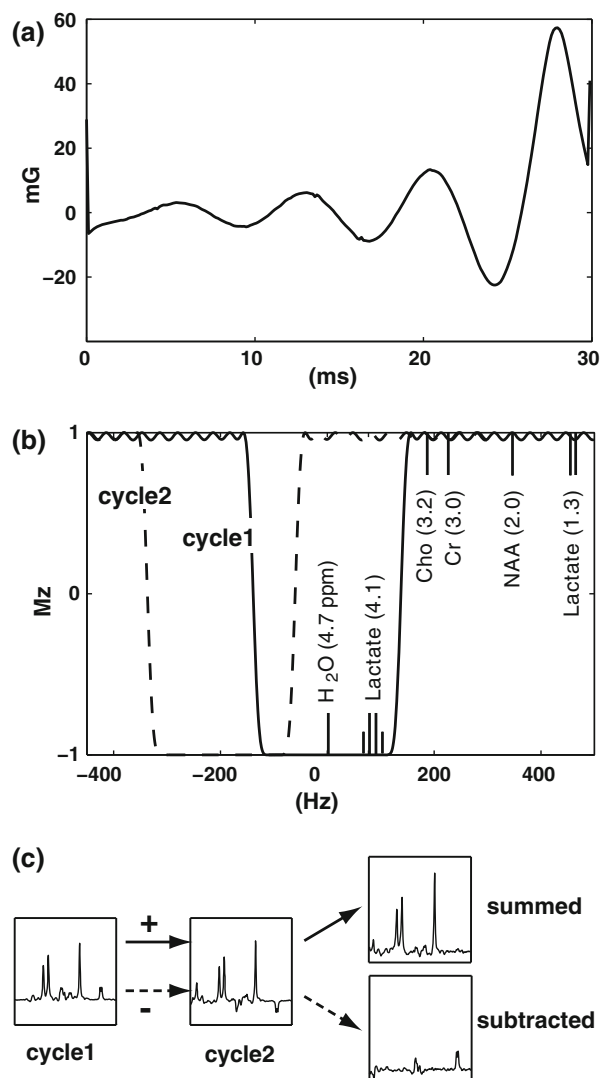 (a)
60
40
20
0
−20
mG
0 10 20 30
(ms)
(b)
1
0
−1
Mz
cycle2
cycle1
H2O (4.7 ppm)
Lactate (4.1)
Cho (3.2)
Cr (3.0)
NAA (2.0)
Lactate (1.3)
−400 −200 0 200 400
(Hz)
(c)
+
-
cycle1
cycle2
summed
subtracted